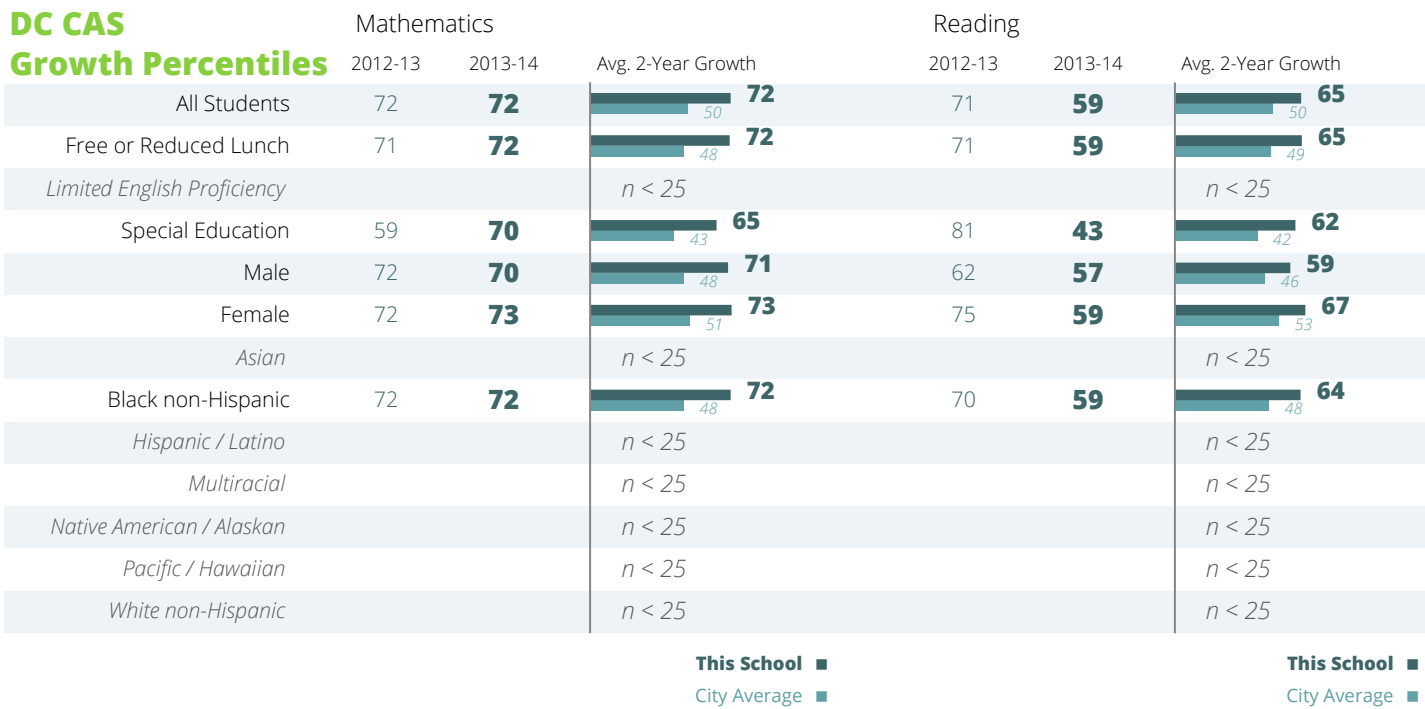 DC CAS Mathematics Reading
Growth Percentiles 2012-13 2013-14 Avg. 2-Year Growth 2012-13 2013-14 Avg. 2-Year Growth
All Students 72 72 72 50 71 59 65 50
Free or Reduced Lunch 71 72 72 48 71 59 65 49
Limited English Proficiency n < 25 n < 25
Special Education 59 70 65 43 81 43 62 42
Male 72 70 71 48 62 57 59 46
Female 72 73 73 51 75 59 67 53
Asian n < 25 n < 25
Black non-Hispanic 72 72 72 48 70 59 64 48
Hispanic / Latino n < 25 n < 25
Multiracial n < 25 n < 25
Native American / Alaskan n < 25 n < 25
Pacific / Hawaiian n < 25 n < 25
White non-Hispanic n < 25 n < 25
This School This School
City Average City Average